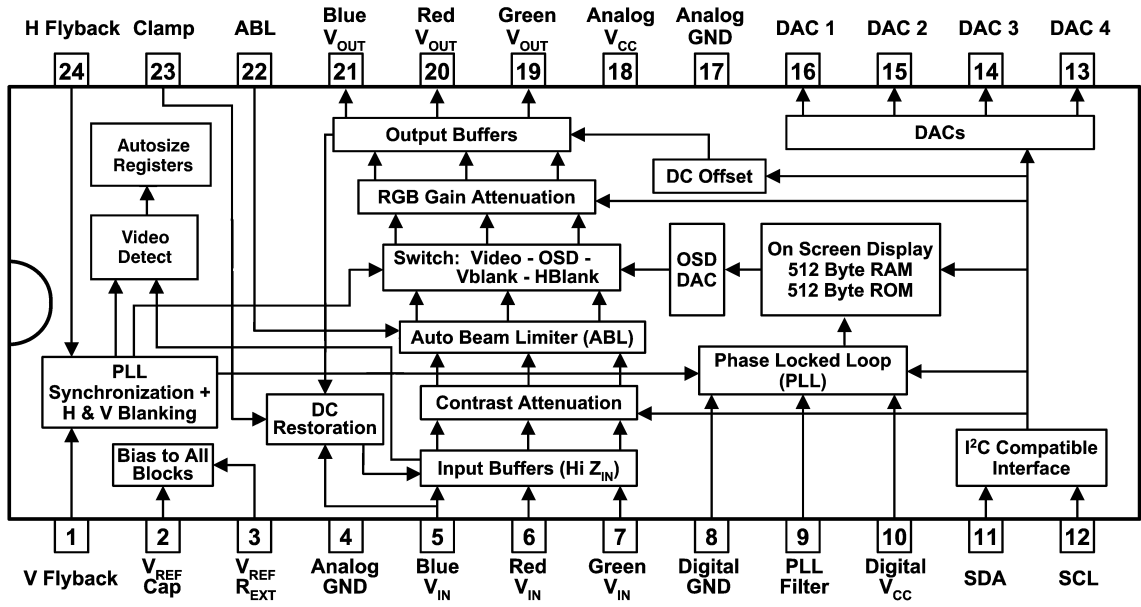 H Flyback
Clamp
ABL
Blue
VOUT
Red
VOUT
Green
VOUT
Analog
VCC
Analog
GND
DAC 1
DAC 2
DAC 3
DAC 4
24
23
22
21
20
19
18
17
16
15
14
13
Output Buffers
DACs
Autosize
Registers
DC Offset
RGB Gain Attenuation
Video
Detect
Switch: Video - OSD -
Vblank - HBlank
OSD
DAC
On Screen Display
512 Byte RAM
512 Byte ROM
Auto Beam Limiter (ABL)
PLL
Synchronization +
H & V Blanking
Phase Locked Loop
(PLL)
DC
Restoration
Contrast Attenuation
Bias to All
Blocks
Input Buffers (Hi ZIN)
I2C Compatible
Interface
1
2
3
4
5
6
7
8
9
10
11
12
V Flyback
VREF
Cap
VREF
REXT
Analog
GND
Blue
VIN
Red
VIN
Green
VIN
Digital
GND
PLL
Filter
Digital
VCC
SDA
SCL